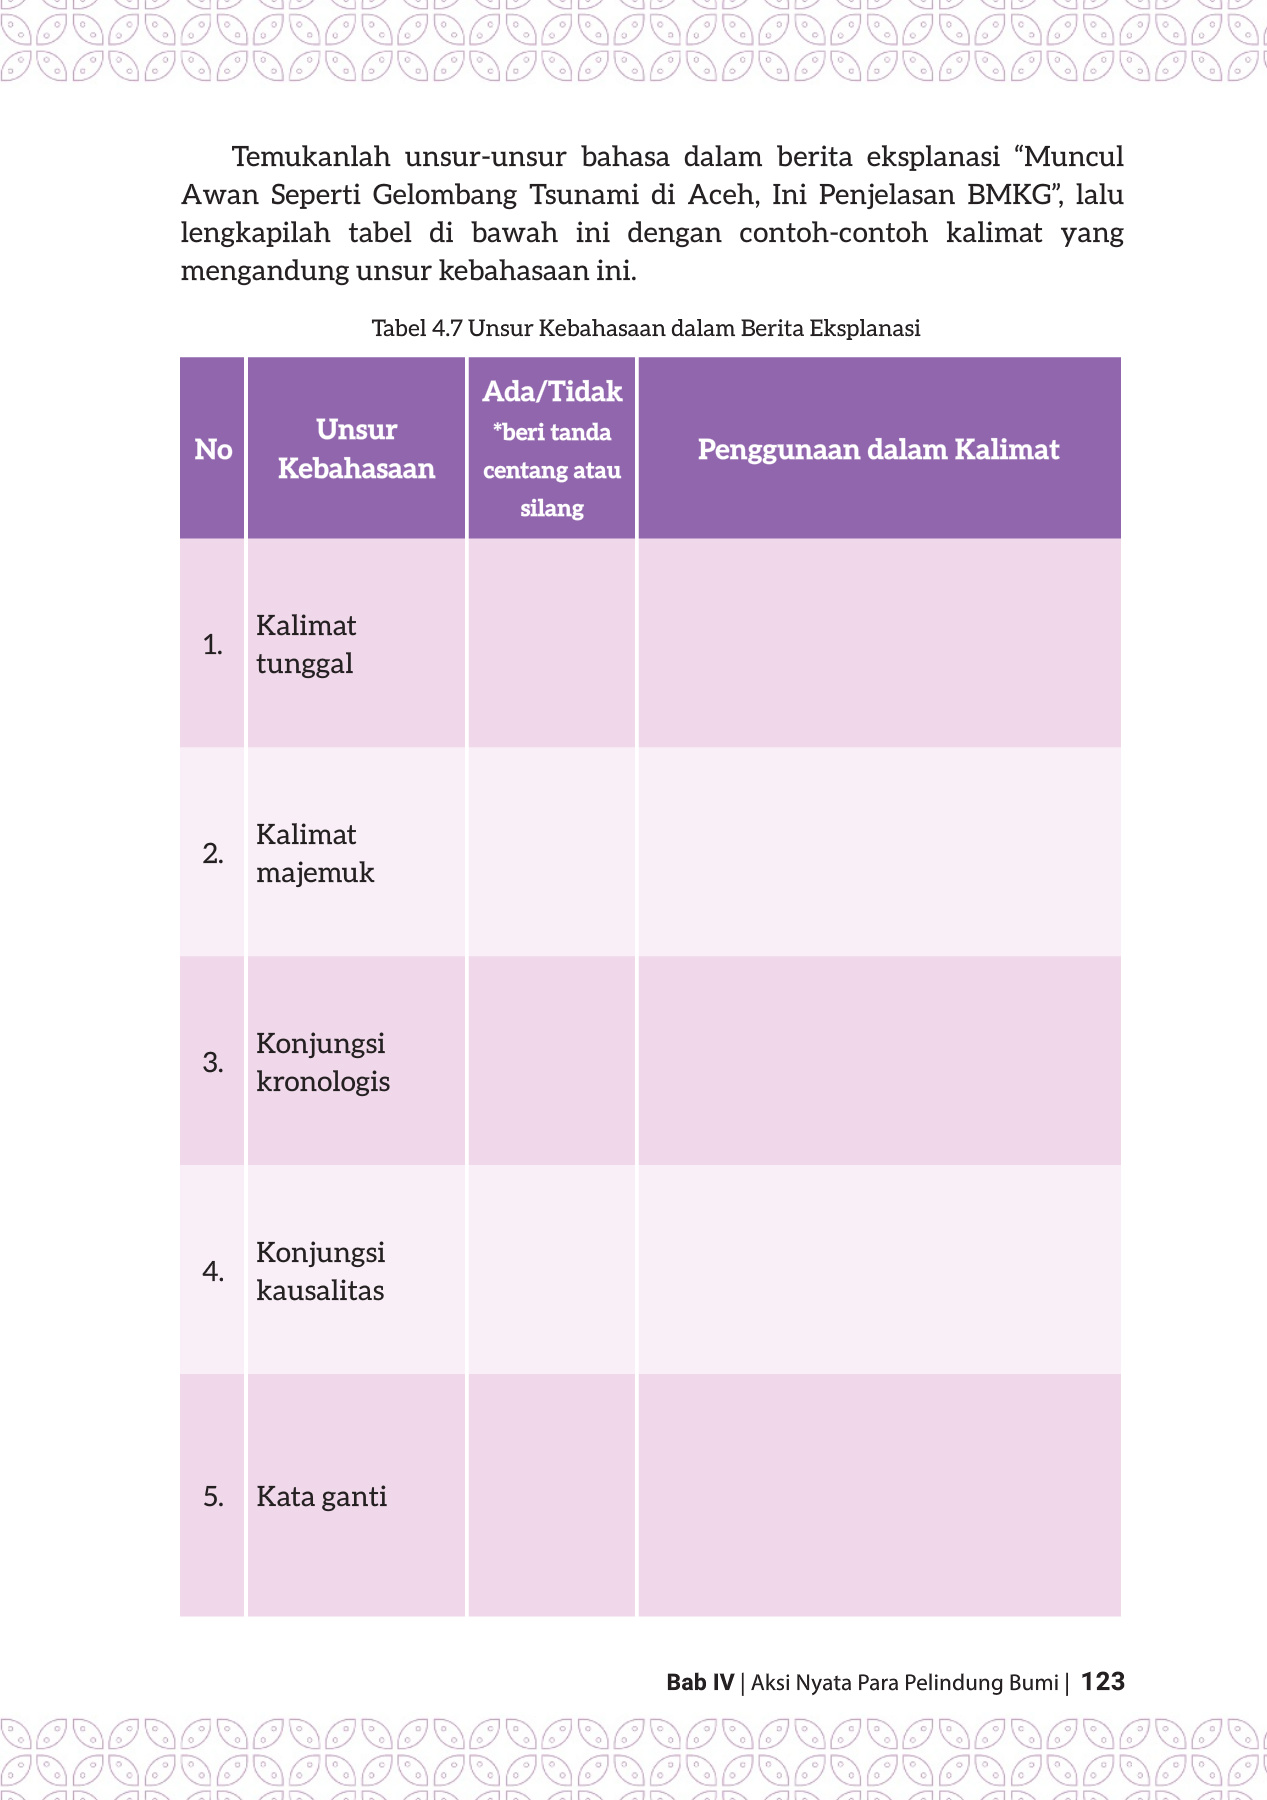 Temukanlah unsur-unsur bahasa dalam berita eksplanasi “Muncul
Awan Seperti Gelombang Tsunami di Aceh, Ini Penjelasan BMKG”, lalu
lengkapilah tabel di bawah ini dengan contoh-contoh kalimat yang
mengandung unsur kebahasaan ini.
Tabel 4.7 Unsur Kebahasaan dalam Berita Eksplanasi
No
Unsur
Kebahasaan
Ada/Tidak
*beri tanda
centang atau
silang
Penggunaan dalam Kalimat
1.
Kalimat
tunggal
2.
Kalimat
majemuk
3.
Konjungsi
kronologis
4.
Konjungsi
kausalitas
5.
Kata ganti
Bab IV | Aksi Nyata Para Pelindung Bumi | 123